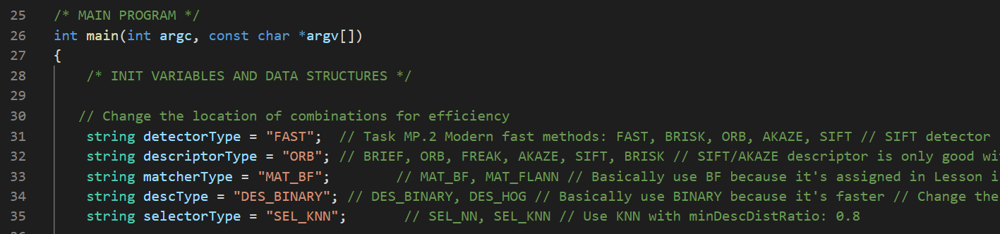 25 /* MAIN PROGRAM */
26 int main(int argc, const char *argv[])
27 {
28 /* INIT VARIABLES AND DATA STRUCTURES */
29
30 // Change the location of combinations for efficiency
31 string detectorType = "FAST"; // Task MP.2 Modern fast methods: FAST, BRISK, ORB, AKAZE, SIFT // SIFT detector
32 string descriptorType = "ORB"; // BRIEF, ORB, FREAK, AKAZE, SIFT, BRISK // SIFT/AKAZE descriptor is only good wi
33 string matcherType = "MAT_BF"; // MAT_BF, MAT_FLANN // Basically use BF because it's assigned in Lesson i
34 string descType = "DES_BINARY"; // DES_BINARY, DES_HOG // Basically use BINARY because it's faster // Change the
35 string selectorType = "SEL_KNN"; // SEL_NN, SEL_KNN // Use KNN with minDescDistRatio: 0.8